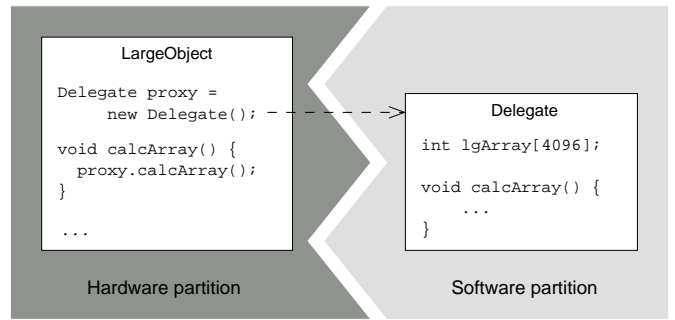 LargeObject
Delegate proxy =
new Delegate();
void calcArray() {
proxy.calcArray();
}
...
Hardware partition
Delegate
int lgArray[4096];
void calcArray() {
...
}
Software partition